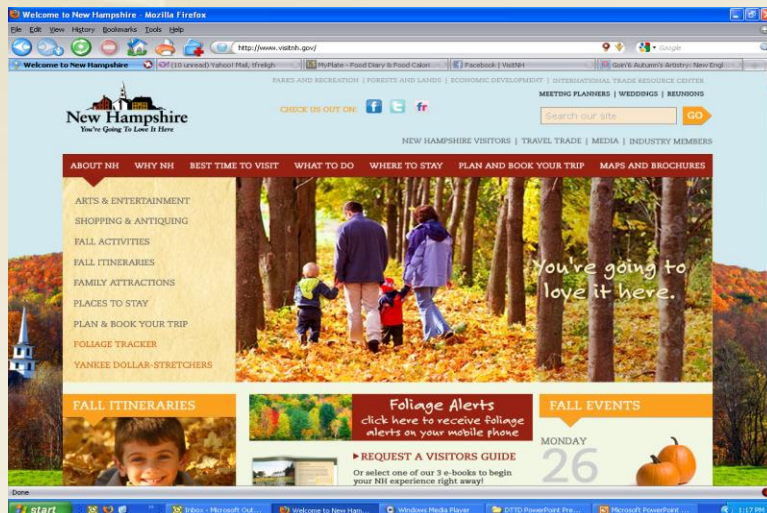 Welcome to New Hampshire - Mozilla Firefox
File Edit View History Bookmarks Tools Help
http://www.visitnh.gov/
Google
Welcome to New Hampshire
(10 unread) Yahoo! Mail, tfreligh
MyPlate - Food Diary & Food Calori...
Facebook | VisitNH
Goin's Autumn's Artistry: New Engl...
PARKS AND RECREATION | FORESTS AND LANDS | ECONOMIC DEVELOPMENT | INTERNATIONAL TRADE RESOURCE CENTER
MEETING PLANNERS | WEDDINGS | REUNIONS
New Hampshire
You're Going To Love It Here
CHECK US OUT ON:
Search our site
GO
NEW HAMPSHIRE VISITORS | TRAVEL TRADE | MEDIA | INDUSTRY MEMBERS
ABOUT NH WHY NH BEST TIME TO VISIT WHAT TO DO WHERE TO STAY PLAN AND BOOK YOUR TRIP MAPS AND BROCHURES
ARTS & ENTERTAINMENT
SHOPPING & ANTIQUING
FALL ACTIVITIES
FALL ITINERARIES
FAMILY ATTRACTIONS
PLACES TO STAY
PLAN & BOOK YOUR TRIP
FOLIAGE TRACKER
YANKEE DOLLAR-STRETCHERS
You're going to
love it here.
FALL ITINERARIES
Foliage Alerts
click here to receive foliage
alerts on your mobile phone
REQUEST A VISITORS GUIDE
Or select one of our 3 e-books to begin
your NH experience right away!
FALL EVENTS
MONDAY
26
Done
start
Inbox - Microsoft Out...
Welcome to New Ham...
Windows Media Player
DTTD PowerPoint Pre...
Microsoft PowerPoint ...
1:17 PM